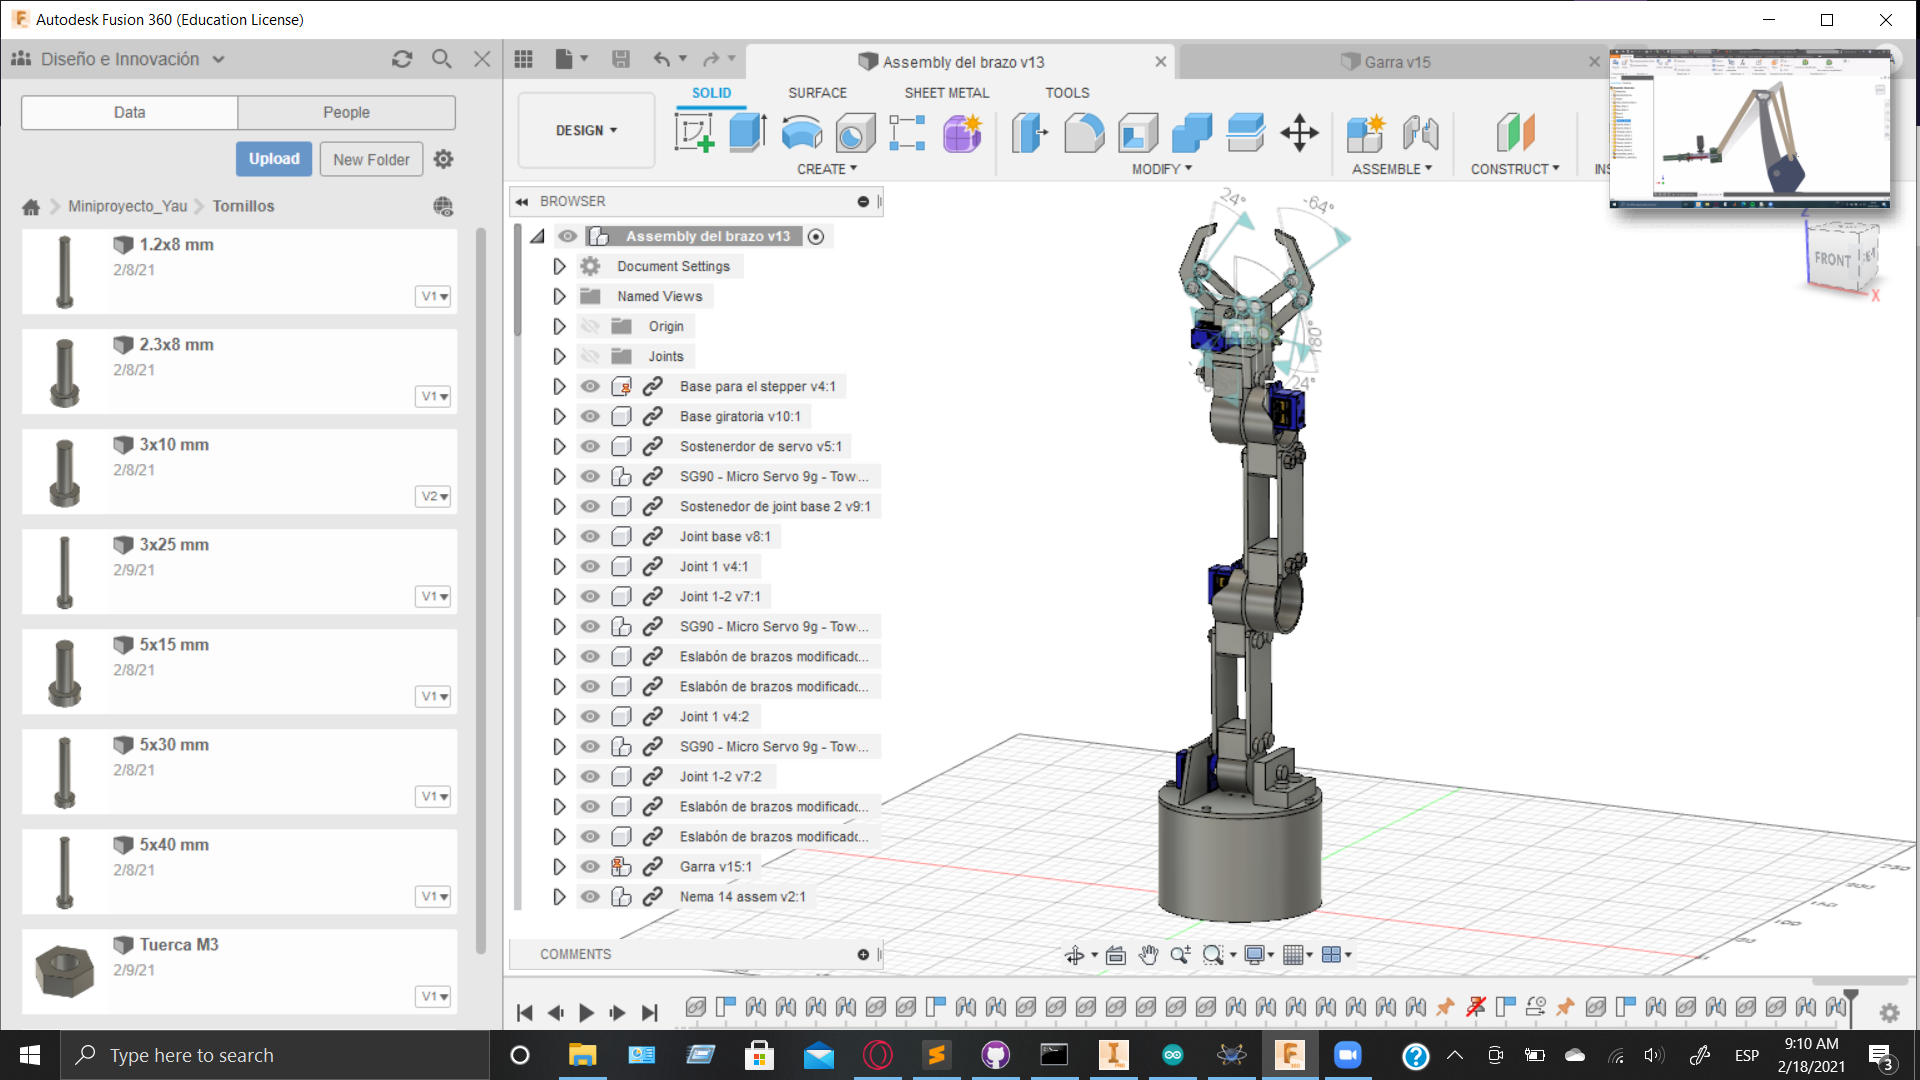 Autodesk Fusion 360 (Education License)
Diseño e Innovación
Data
People
Upload
New Folder
Miniproyecto_Yau
Tornillos
1.2x8 mm
2/8/21
V1
2.3x8 mm
2/8/21
V1
3x10 mm
2/8/21
V2
3x25 mm
2/9/21
V1
5x15 mm
2/8/21
V1
5x30 mm
2/8/21
V1
5x40 mm
2/8/21
V1
Tuerca M3
2/9/21
V1
Assembly del brazo v13
Garra v15
SOLID
SURFACE
SHEET METAL
TOOLS
DESIGN
CREATE
MODIFY
ASSEMBLE
CONSTRUCT
INS
BROWSER
Assembly del brazo v13
Document Settings
Named Views
Origin
Joints
Base para el stepper v4:1
Base giratoria v10:1
Sostenerdor de servo v5:1
SG90 - Micro Servo 9g - Tow...
Sostenedor de joint base 2 v9:1
Joint base v8:1
Joint 1 v4:1
Joint 1-2 v7:1
SG90 - Micro Servo 9g - Tow...
Eslabón de brazos modificadc...
Eslabón de brazos modificadc...
Joint 1 v4:2
SG90 - Micro Servo 9g - Tow...
Joint 1-2 v7:2
Eslabón de brazos modificadc...
Eslabón de brazos modificadc...
Garra v15:1
Nema 14 assem v2:1
COMMENTS
24°
-64°
180°
24°
Z
FRONT
X
Type here to search
ESP
9:10 AM
2/18/2021
3